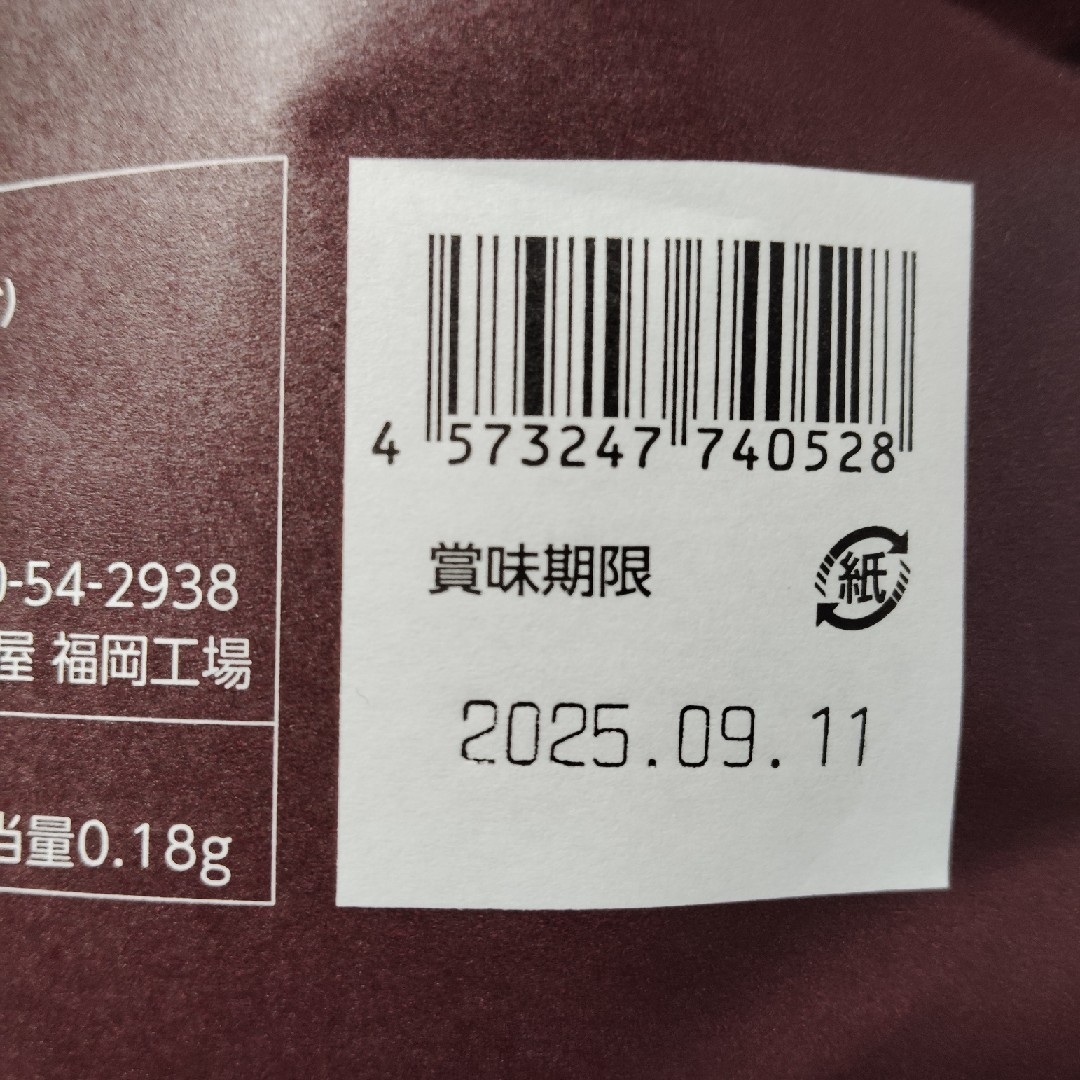 0-54-2938
屋 福岡工場
当量0.18g
4 573247 740528
賞味期限
紙
2025.09.11